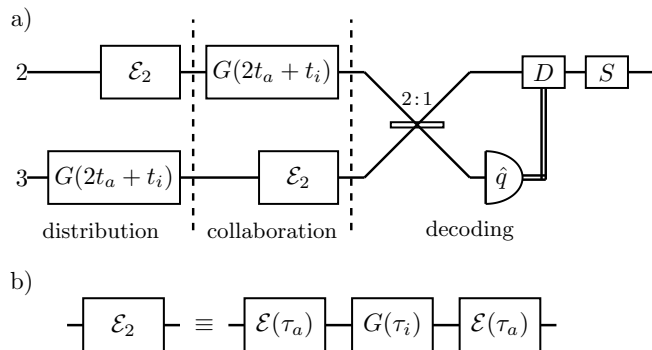 a)
2 ℰ₂ G(2tₐ + tᵢ) D S
2:1
3 G(2tₐ + tᵢ) ℰ₂ q̂
distribution collaboration decoding
b)
ℰ₂ ≡ ℰ(τₐ) G(τᵢ) ℰ(τₐ)